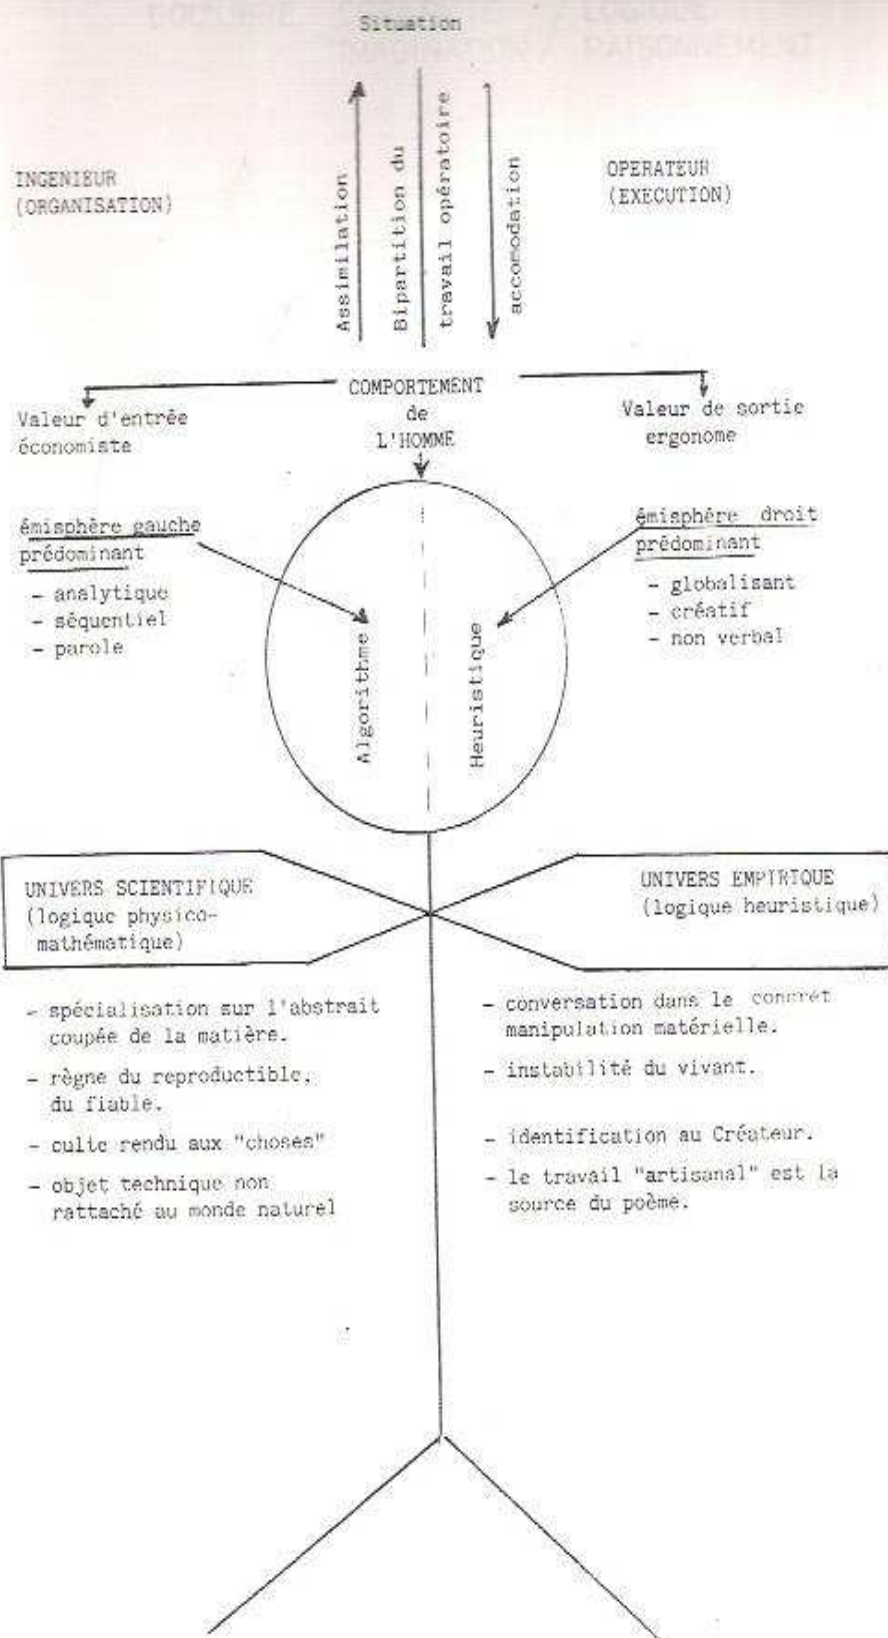 Situation
INGENIEUR
(ORGANISATION)
Assimilation
Bipartition du
travail opératoire
accomodation
OPERATEUR
(EXECUTION)
COMPORTEMENT
de
L'HOMME
Valeur d'entrée
économiste
Valeur de sortie
ergonome
émisphère gauche
prédominant
- analytique
- séquentiel
- parole
émisphère droit
prédominant
- globalisant
- créatif
- non verbal
Algorithme
Heuristique
UNIVERS SCIENTIFIQUE
(logique physico-
mathématique)
UNIVERS EMPIRIQUE
(logique heuristique)
- spécialisation sur l'abstrait
coupée de la matière.
- règne du reproductible,
du fiable.
- culte rendu aux "choses"
- objet technique non
rattaché au monde naturel
- conversation dans le concret
manipulation matérielle.
- instabilité du vivant.
- identification au Créateur.
- le travail "artisanal" est la
source du poème.